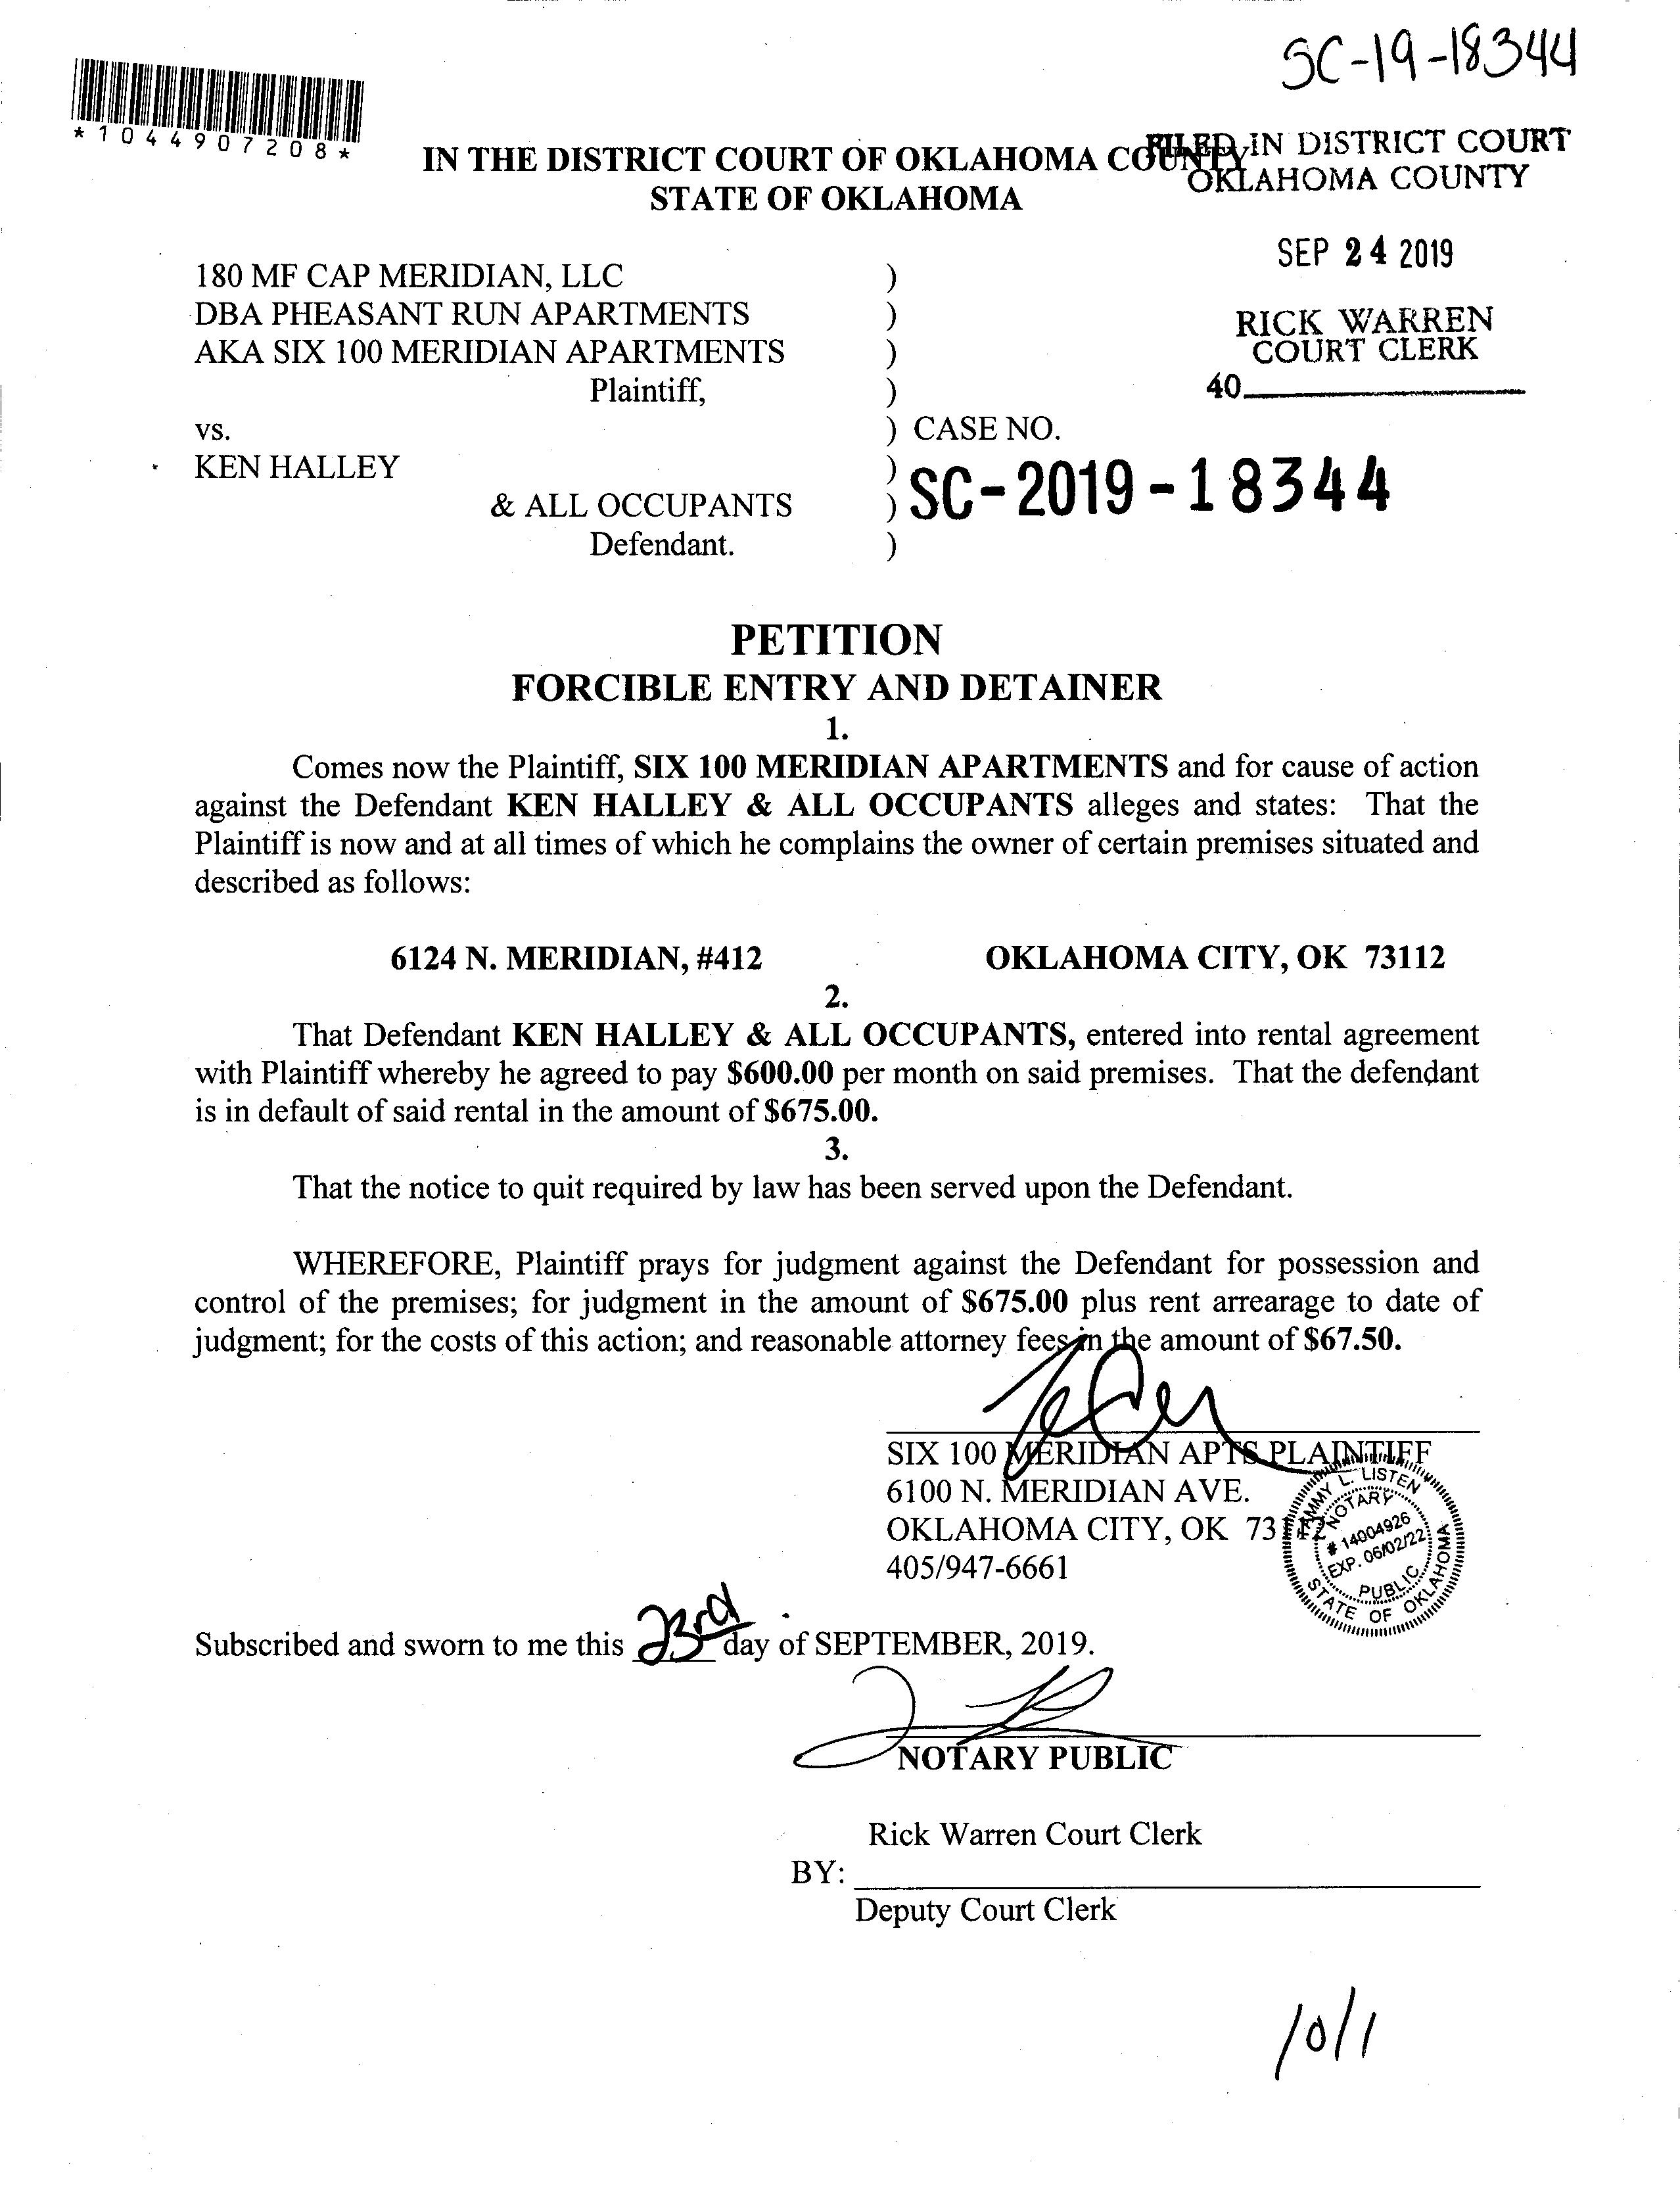 SC-19-18344
*1044907208*
IN THE DISTRICT COURT OF OKLAHOMA COUNTY
STATE OF OKLAHOMA
FILED IN DISTRICT COURT
OKLAHOMA COUNTY
SEP 24 2019
RICK WARREN
COURT CLERK
40
180 MF CAP MERIDIAN, LLC )
DBA PHEASANT RUN APARTMENTS )
AKA SIX 100 MERIDIAN APARTMENTS )
Plaintiff, )
vs. ) CASE NO.
KEN HALLEY )
& ALL OCCUPANTS ) SC-2019-18344
Defendant. )
PETITION
FORCIBLE ENTRY AND DETAINER
1.
Comes now the Plaintiff, SIX 100 MERIDIAN APARTMENTS and for cause of action
against the Defendant KEN HALLEY & ALL OCCUPANTS alleges and states: That the
Plaintiff is now and at all times of which he complains the owner of certain premises situated and
described as follows:
6124 N. MERIDIAN, #412 OKLAHOMA CITY, OK 73112
2.
That Defendant KEN HALLEY & ALL OCCUPANTS, entered into rental agreement
with Plaintiff whereby he agreed to pay $600.00 per month on said premises. That the defendant
is in default of said rental in the amount of $675.00.
3.
That the notice to quit required by law has been served upon the Defendant.
WHEREFORE, Plaintiff prays for judgment against the Defendant for possession and
control of the premises; for judgment in the amount of $675.00 plus rent arrearage to date of
judgment; for the costs of this action; and reasonable attorney fees in the amount of $67.50.
SIX 100 MERIDIAN APTS PLAINTIFF
6100 N. MERIDIAN AVE.
OKLAHOMA CITY, OK 73112
405/947-6661
L. LISTEN
NOTARY
# 14004926
EXP. 06/02/22
PUBLIC
STATE OF OKLAHOMA
Subscribed and sworn to me this 23rd day of SEPTEMBER, 2019.
NOTARY PUBLIC
Rick Warren Court Clerk
BY:
Deputy Court Clerk
10/1